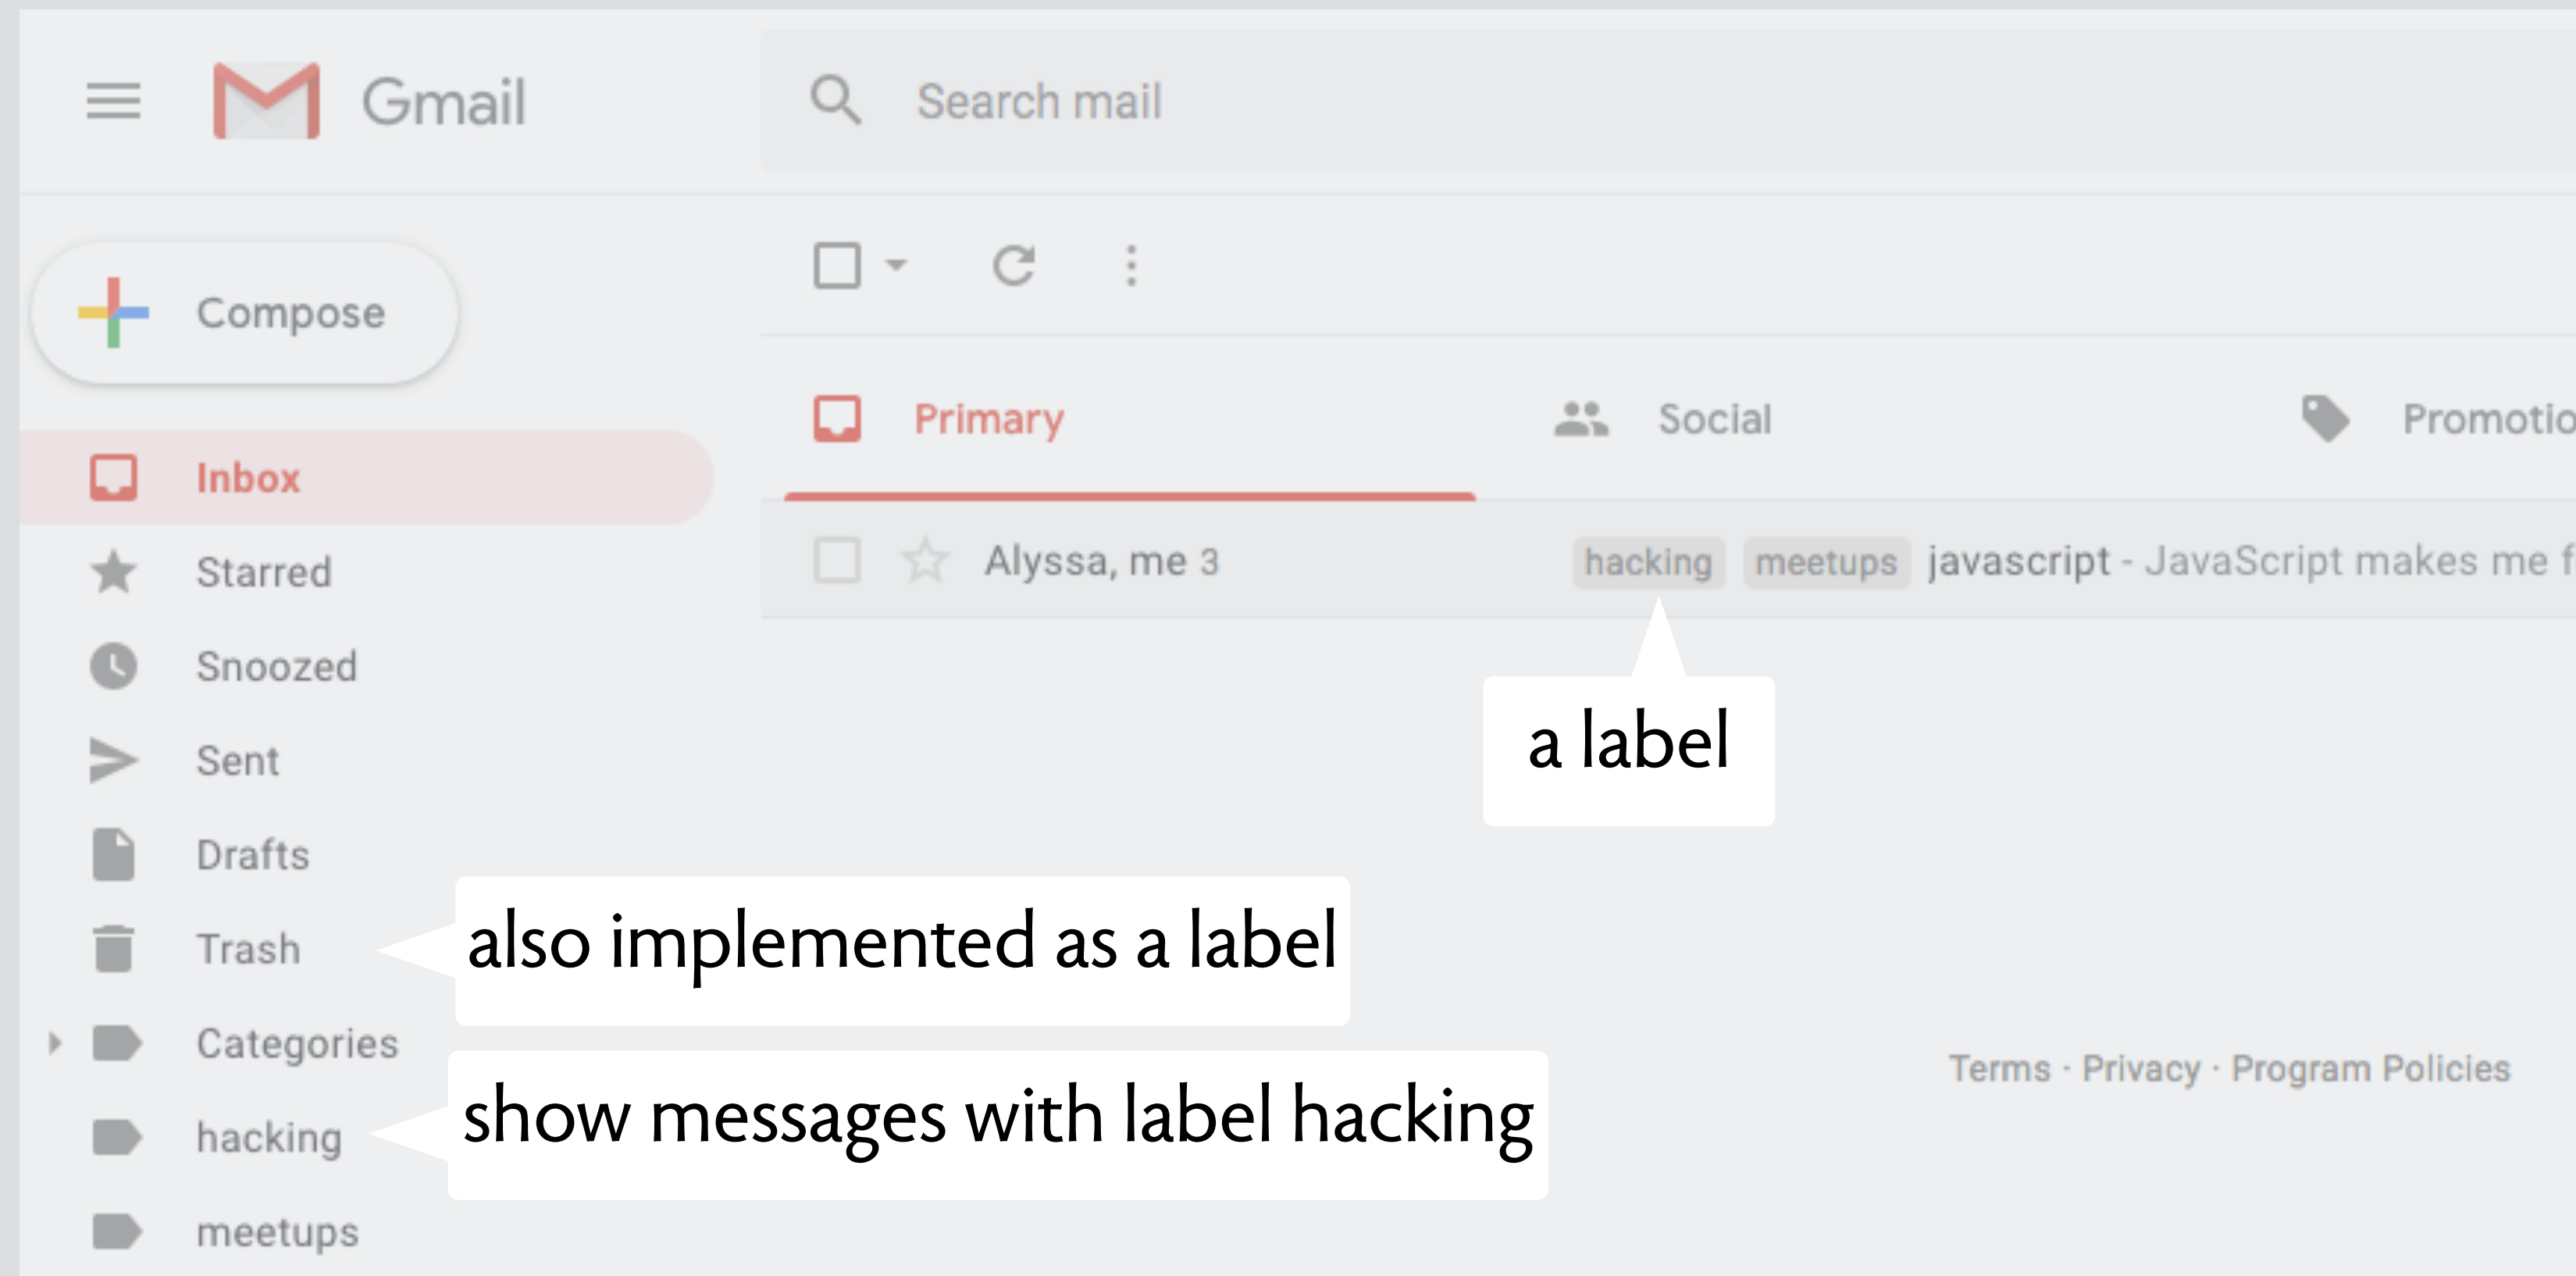 Gmail
Search mail
Compose
Primary
Social
Promotio
Inbox
Alyssa, me 3
hacking meetups javascript - JavaScript makes me f
Starred
Snoozed
a label
Sent
Drafts
also implemented as a label
Trash
Categories
Terms · Privacy · Program Policies
show messages with label hacking
hacking
meetups